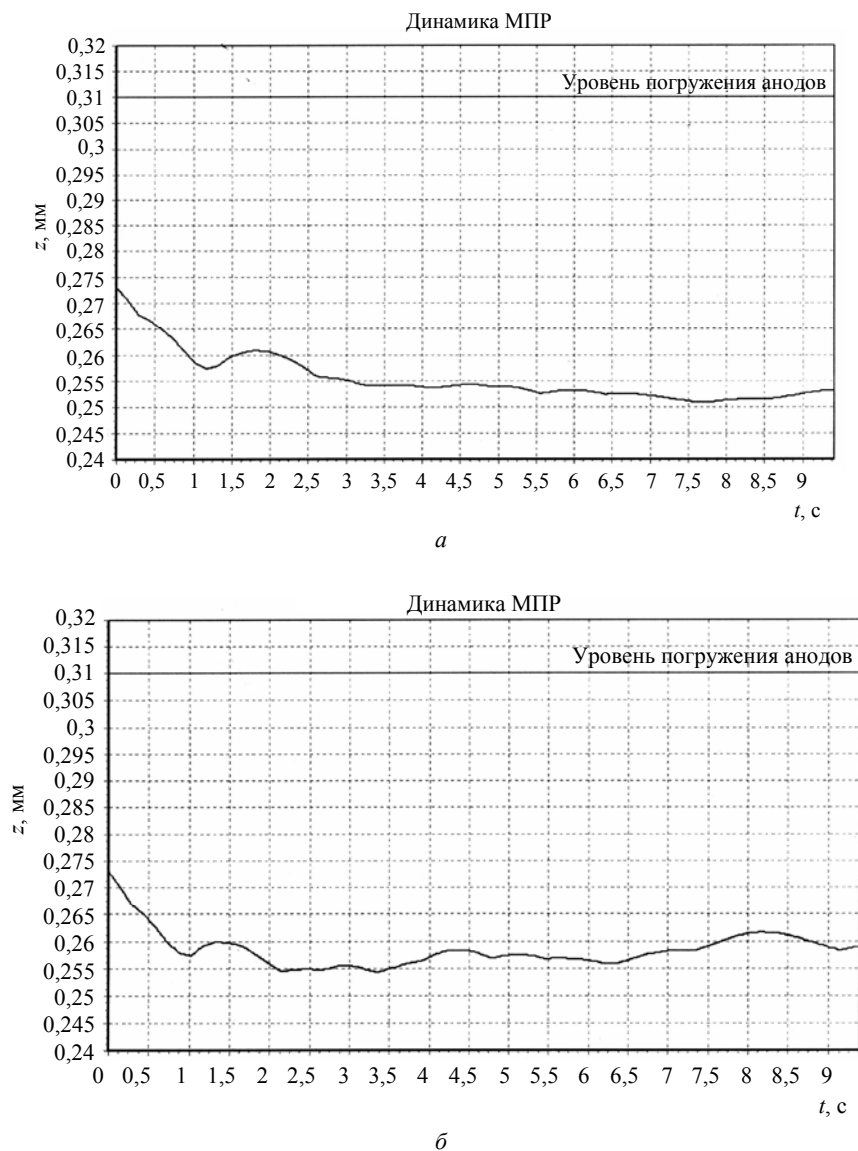 Динамика МПР
0,32
0,315
Уровень погружения анодов
0,31
0,305
0,3
0,295
0,29
0,285
0,28
0,275
0,27
0,265
0,26
0,255
0,25
0,245
0,24
z, мм
0 0,5 1 1,5 2 2,5 3 3,5 4 4,5 5 5,5 6 6,5 7 7,5 8 8,5 9
t, с
а
Динамика МПР
0,32
0,315
Уровень погружения анодов
0,31
0,305
0,3
0,295
0,29
0,285
0,28
0,275
0,27
0,265
0,26
0,255
0,25
0,245
0,24
z, мм
0 0,5 1 1,5 2 2,5 3 3,5 4 4,5 5 5,5 6 6,5 7 7,5 8 8,5 9
t, с
б